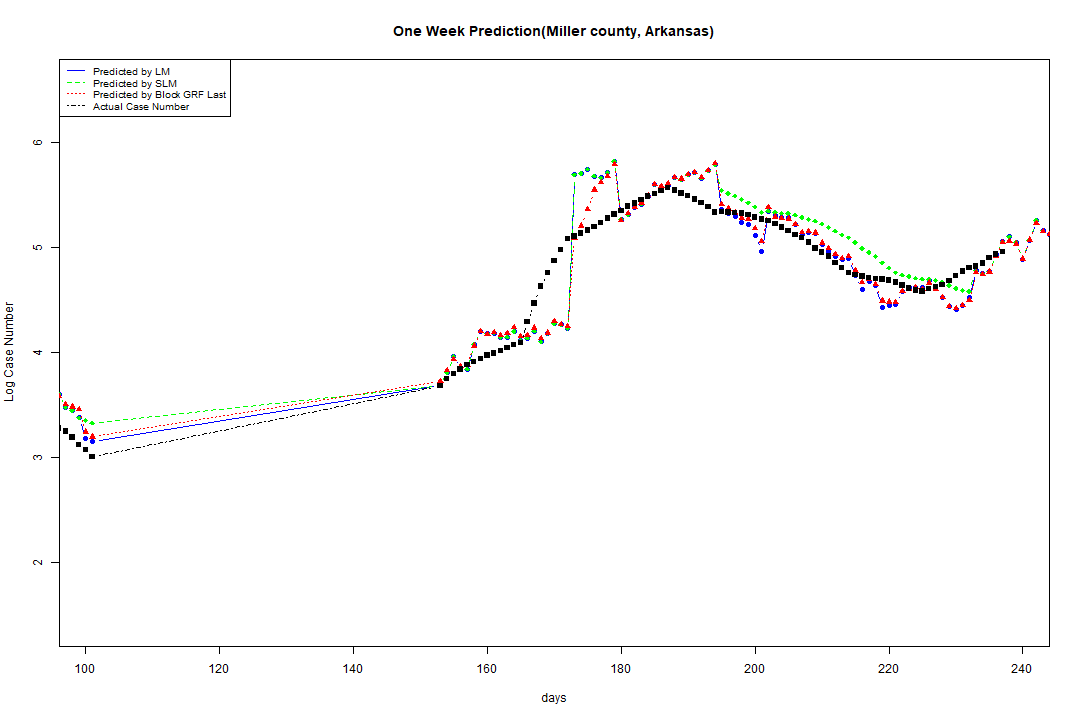 One Week Prediction(Miller county, Arkansas)
Predicted by LM
Predicted by SLM
Predicted by Block GRF Last
Actual Case Number
6
5
4
3
2
Log Case Number
100 120 140 160 180 200 220 240
days